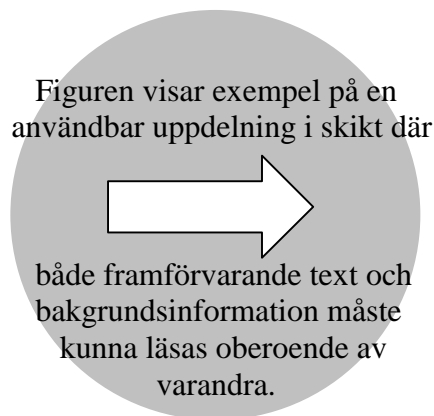 Figuren visar exempel på en
användbar uppdelning i skikt där
både framförvarande text och
bakgrundsinformation måste
kunna läsas oberoende av
varandra.